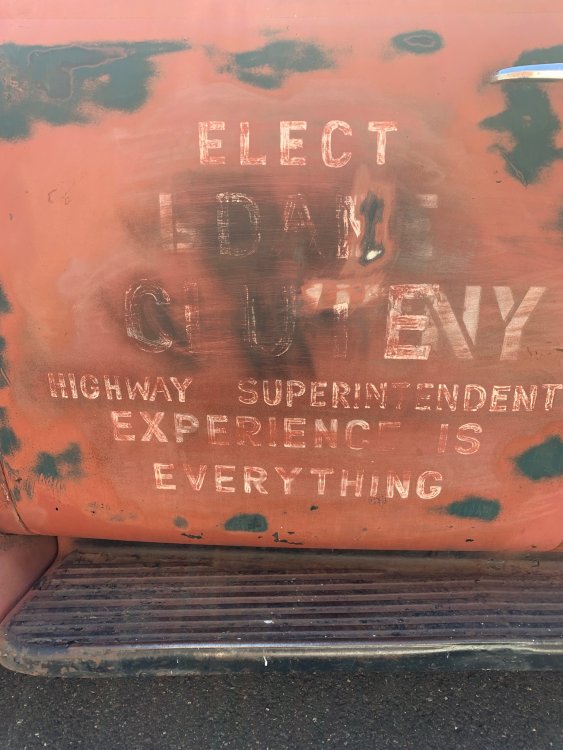 ELECT
HIGHWAY SUPERINTENDENT
EXPERIENCE IS
EVERYTHING